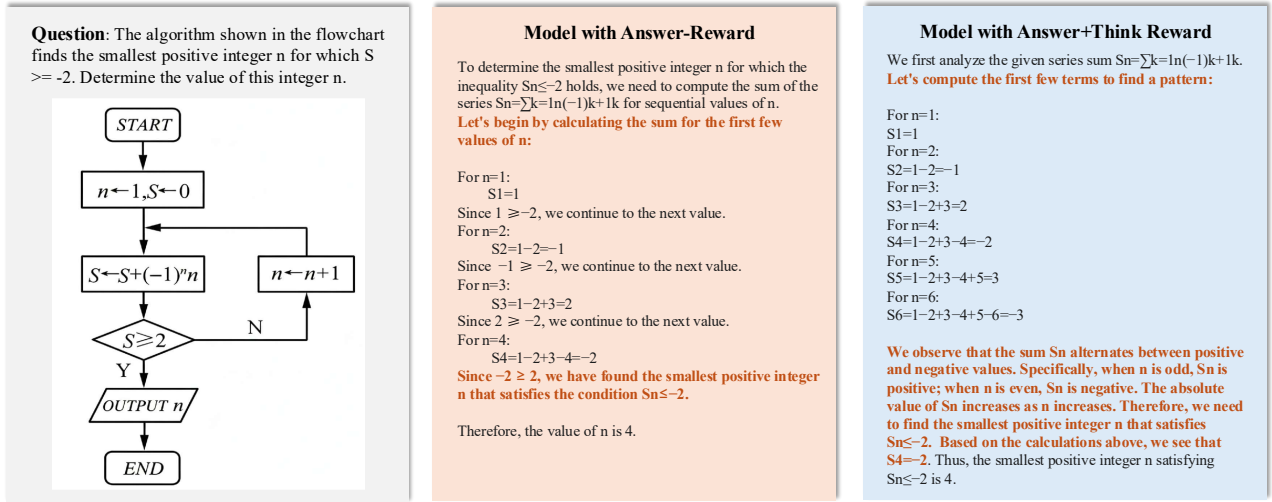 Question: The algorithm shown in the flowchart
finds the smallest positive integer n for which S
>= -2. Determine the value of this integer n.
START
n←1,S←0
S←S+(−1)ⁿn
n←n+1
S⩾2
N
Y
OUTPUT n
END
Model with Answer-Reward
To determine the smallest positive integer n for which the
inequality Sn≤−2 holds, we need to compute the sum of the
series Sn=∑k=1n(−1)k+1k for sequential values of n.
Let's begin by calculating the sum for the first few
values of n:
For n=1:
S1=1
Since 1 ⩾−2, we continue to the next value.
For n=2:
S2=1−2=−1
Since −1 ⩾ −2, we continue to the next value.
For n=3:
S3=1−2+3=2
Since 2 ⩾ −2, we continue to the next value.
For n=4:
S4=1−2+3−4=−2
Since −2 ≥ 2, we have found the smallest positive integer
n that satisfies the condition Sn≤−2.
Therefore, the value of n is 4.
Model with Answer+Think Reward
We first analyze the given series sum Sn=∑k=1n(−1)k+1k.
Let's compute the first few terms to find a pattern:
For n=1:
S1=1
For n=2:
S2=1−2=−1
For n=3:
S3=1−2+3=2
For n=4:
S4=1−2+3−4=−2
For n=5:
S5=1−2+3−4+5=3
For n=6:
S6=1−2+3−4+5−6=−3
We observe that the sum Sn alternates between positive
and negative values. Specifically, when n is odd, Sn is
positive; when n is even, Sn is negative. The absolute
value of Sn increases as n increases. Therefore, we need
to find the smallest positive integer n that satisfies
Sn≤−2. Based on the calculations above, we see that
S4=−2. Thus, the smallest positive integer n satisfying
Sn≤−2 is 4.